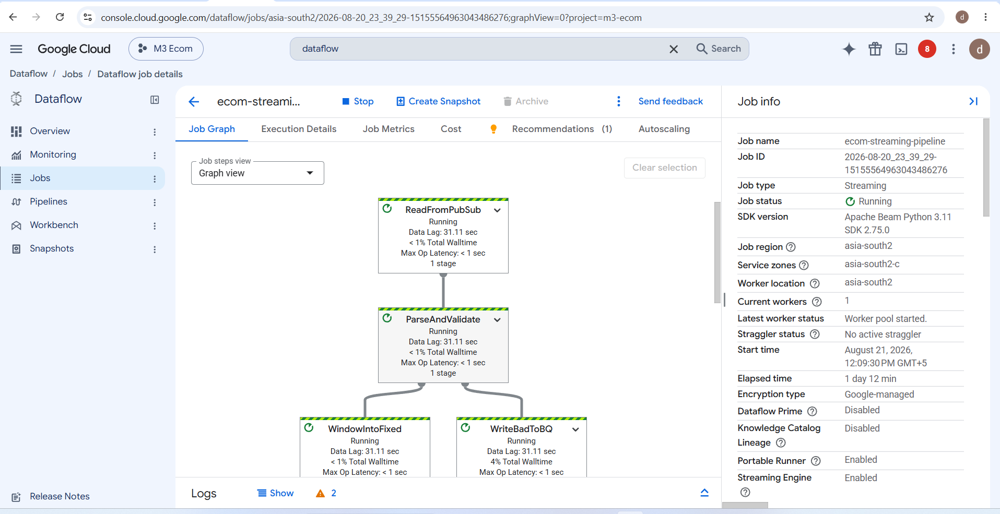 console.cloud.google.com/dataflow/jobs/asia-south2/2026-08-20_23_39_29-15155564963043486276;graphView=0?project=m3-ecom
d
Google Cloud
M3 Ecom
dataflow
Search
8
d
Dataflow / Jobs / Dataflow job details
Dataflow
Overview
Monitoring
Jobs
Pipelines
Workbench
Snapshots
Release Notes
ecom-streami...
Stop
Create Snapshot
Archive
Send feedback
Job Graph
Execution Details
Job Metrics
Cost
Recommendations (1)
Autoscaling
Job steps view
Graph view
Clear selection
ReadFromPubSub
Running
Data Lag: 31.11 sec
< 1% Total Walltime
Max Op Latency: < 1 sec
1 stage
ParseAndValidate
Running
Data Lag: 31.11 sec
< 1% Total Walltime
Max Op Latency: < 1 sec
1 stage
WindowIntoFixed
Running
Data Lag: 31.11 sec
< 1% Total Walltime
Max Op Latency: < 1 sec
WriteBadToBQ
Running
Data Lag: 31.11 sec
4% Total Walltime
Max Op Latency: < 1 sec
Logs
Show
2
Job info
Job name ecom-streaming-pipeline
Job ID 2026-08-20_23_39_29-
15155564963043486276
Job type Streaming
Job status Running
SDK version Apache Beam Python 3.11
SDK 2.75.0
Job region asia-south2
Service zones asia-south2-c
Worker location asia-south2
Current workers 1
Latest worker status Worker pool started.
Straggler status No active straggler
Start time August 21, 2026,
12:09:30 PM GMT+5
Elapsed time 1 day 12 min
Encryption type Google-managed
Dataflow Prime Disabled
Knowledge Catalog Disabled
Lineage
Portable Runner Enabled
Streaming Engine Enabled